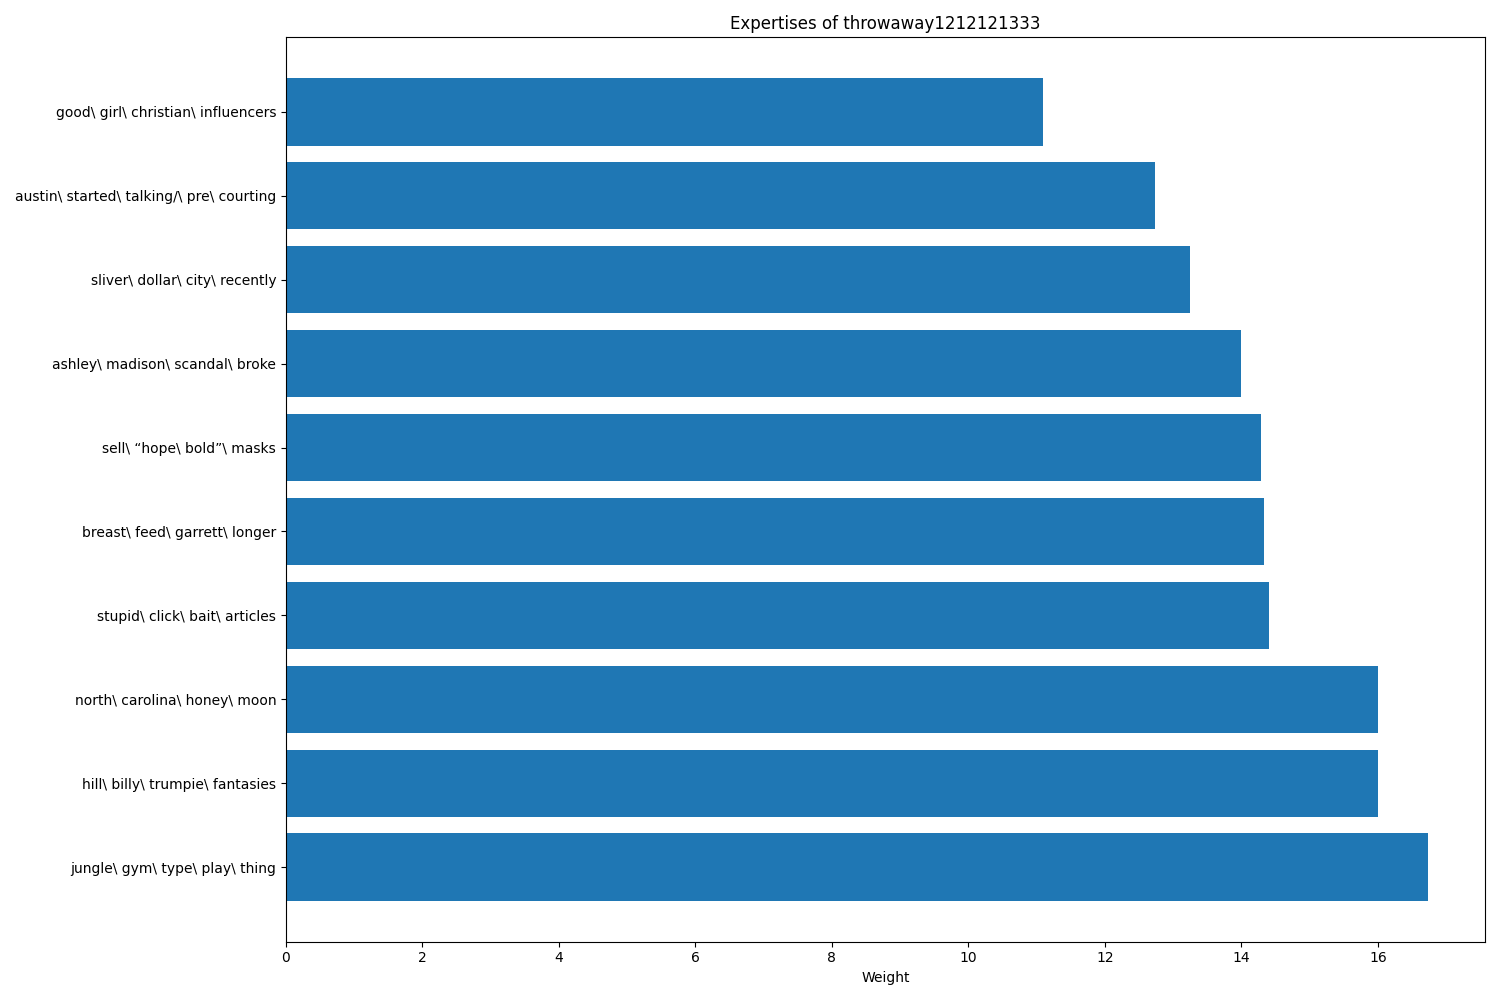 Expertises of throwaway1212121333
good\ girl\ christian\ influencers
austin\ started\ talking/\ pre\ courting
sliver\ dollar\ city\ recently
ashley\ madison\ scandal\ broke
sell\ “hope\ bold”\ masks
breast\ feed\ garrett\ longer
stupid\ click\ bait\ articles
north\ carolina\ honey\ moon
hill\ billy\ trumpie\ fantasies
jungle\ gym\ type\ play\ thing
0 2 4 6 8 10 12 14 16
Weight